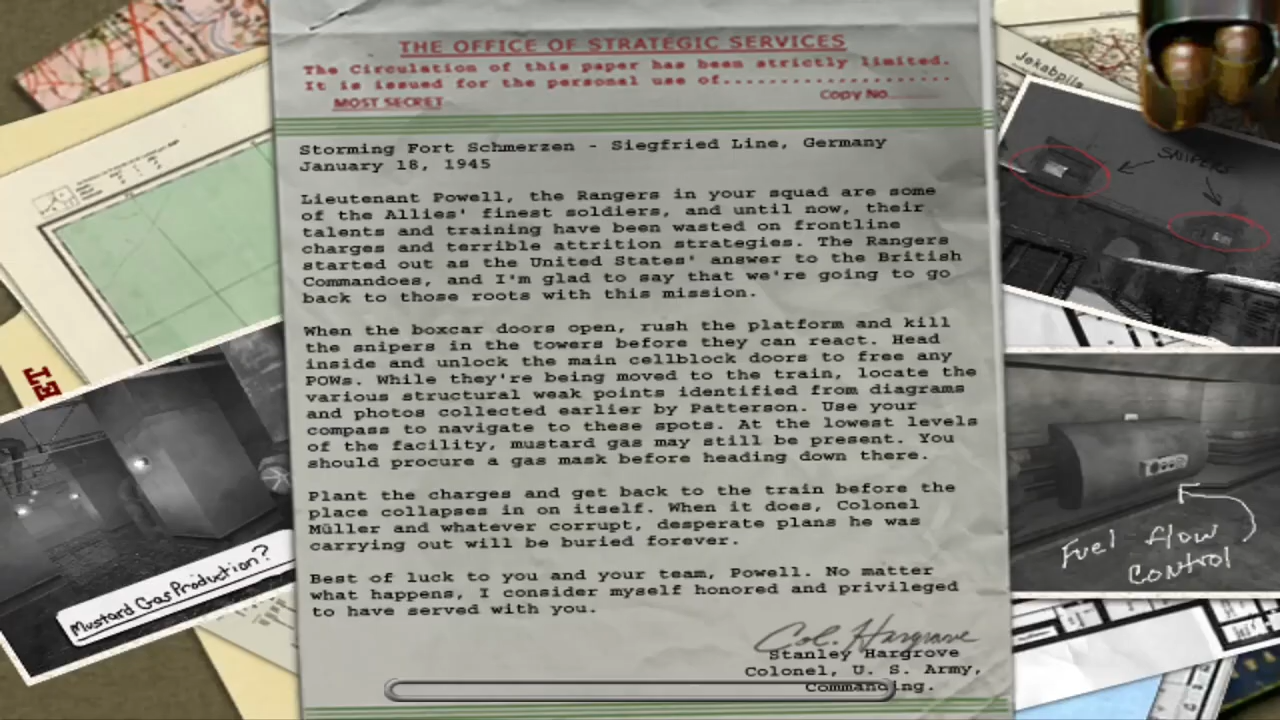 THE OFFICE OF STRATEGIC SERVICES
The Circulation of this paper has been strictly limited.
It is issued for the personal use of.....................
MOST SECRET
Copy No.......
Storming Fort Schmerzen - Siegfried Line, Germany
January 18, 1945
Lieutenant Powell, the Rangers in your squad are some
of the Allies' finest soldiers, and until now, their
talents and training have been wasted on frontline
charges and terrible attrition strategies. The Rangers
started out as the United States' answer to the British
Commandoes, and I'm glad to say that we're going to go
back to those roots with this mission.
When the boxcar doors open, rush the platform and kill
the snipers in the towers before they can react. Head
inside and unlock the main cellblock doors to free any
POWs. While they're being moved to the train, locate the
various structural weak points identified from diagrams
and photos collected earlier by Patterson. Use your
compass to navigate to these spots. At the lowest levels
of the facility, mustard gas may still be present. You
should procure a gas mask before heading down there.
Plant the charges and get back to the train before the
place collapses in on itself. When it does, Colonel
Müller and whatever corrupt, desperate plans he was
carrying out will be buried forever.
Best of luck to you and your team, Powell. No matter
what happens, I consider myself honored and privileged
to have served with you.
Col. Hargrove
Stanley Hargrove
Colonel, U. S. Army,
Commanding.
Jekabpils
SNIPERS
Fuel flow
control
Mustard Gas Production?
ET